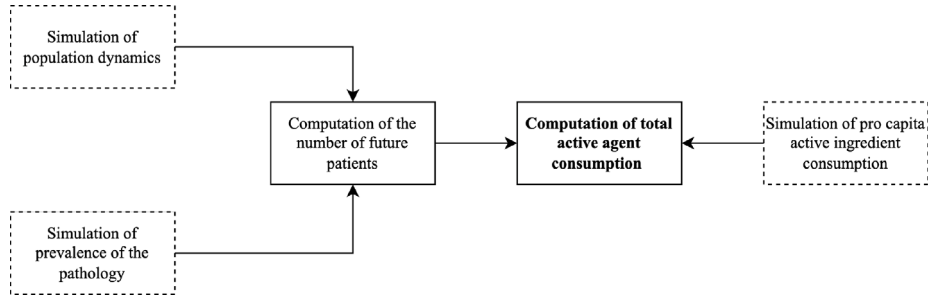 Simulation of
population dynamics
Computation of the
number of future
patients
Computation of total
active agent
consumption
Simulation of pro capita
active ingredient
consumption
Simulation of
prevalence of the
pathology